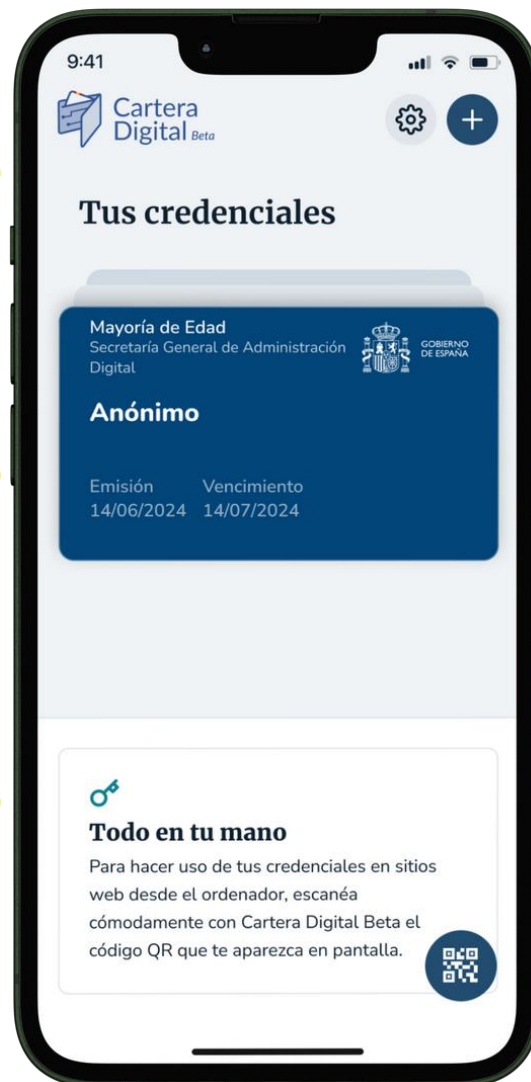 9:41
Cartera
Digital Beta
Tus credenciales
Mayoría de Edad
Secretaría General de Administración
Digital
GOBIERNO
DE ESPAÑA
Anónimo
Emisión Vencimiento
14/06/2024 14/07/2024
Todo en tu mano
Para hacer uso de tus credenciales en sitios
web desde el ordenador, escanéa
cómodamente con Cartera Digital Beta el
código QR que te aparezca en pantalla.